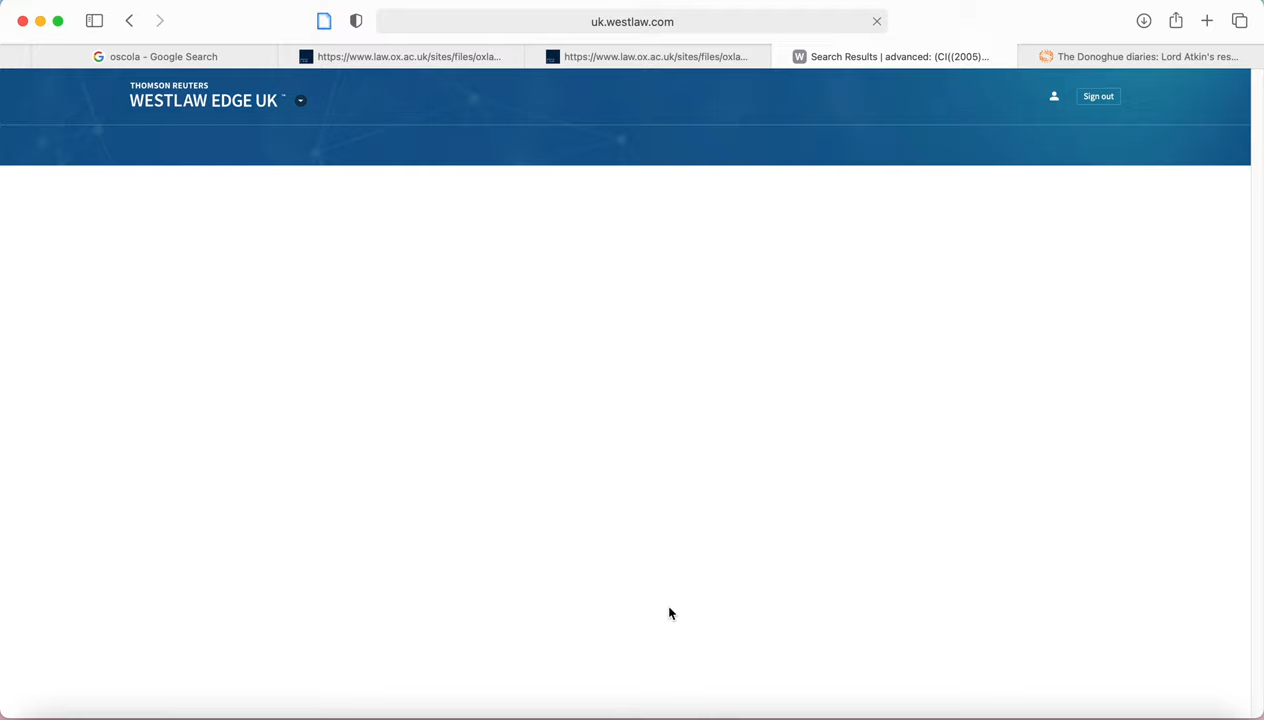 uk.westlaw.com
oscola - Google Search
https://www.law.ox.ac.uk/sites/files/oxla...
https://www.law.ox.ac.uk/sites/files/oxla...
Search Results | advanced: (CI((2005)...
The Donoghue diaries: Lord Atkin's res...
THOMSON REUTERS
WESTLAW EDGE UK™
Sign out